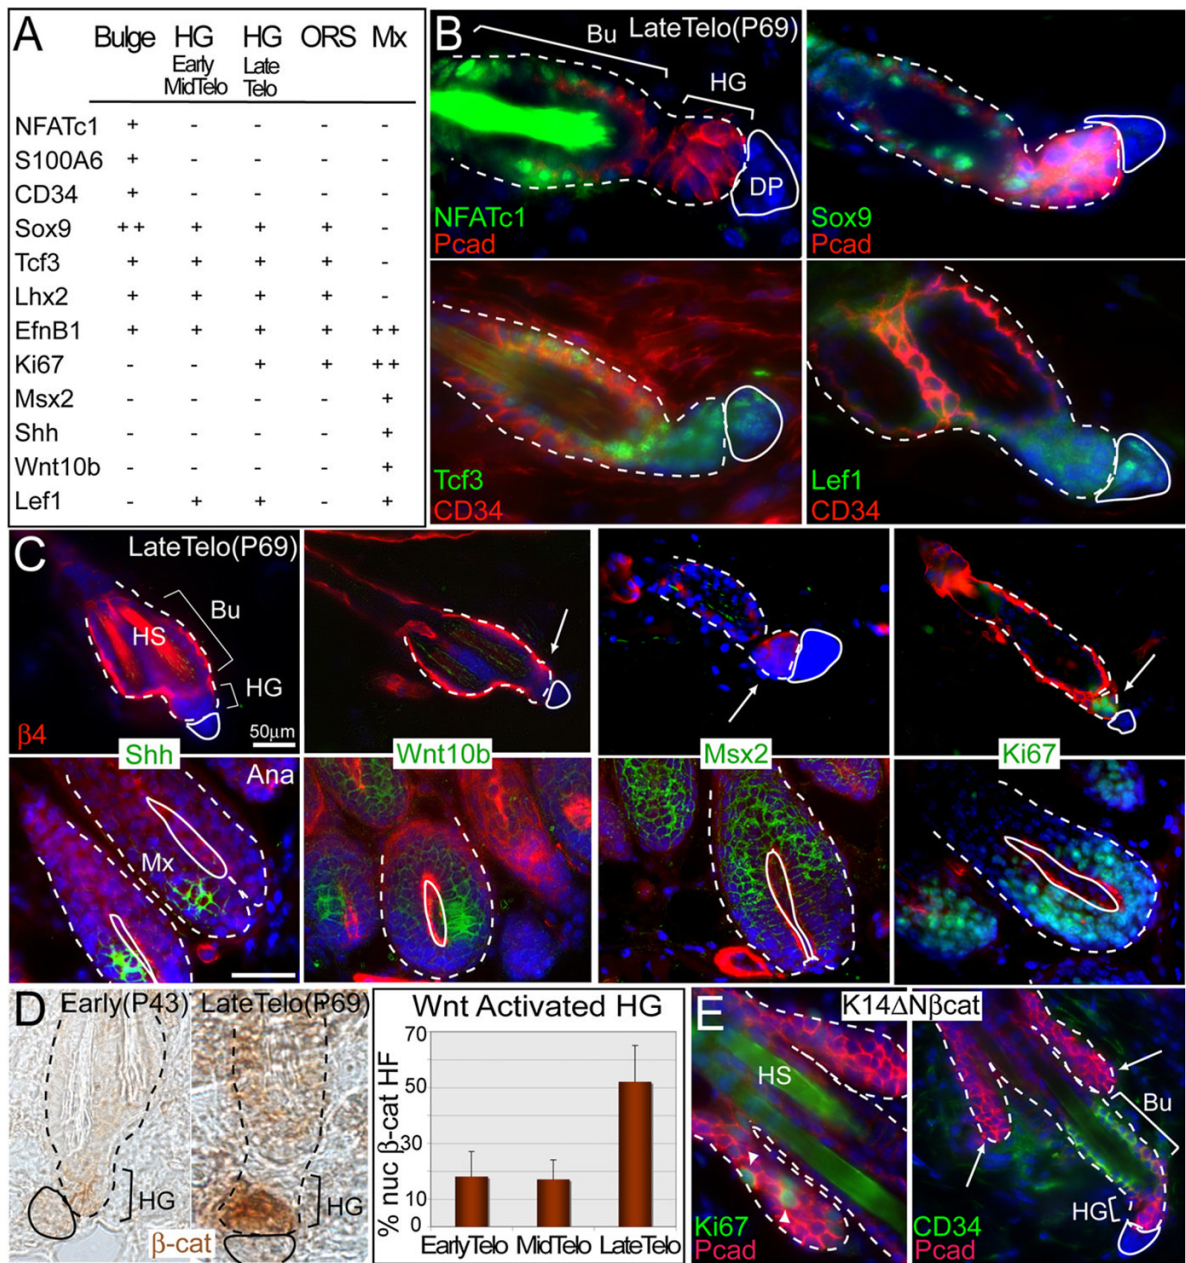 A
Bulge HG HG ORS Mx
Early MidTelo Late Telo
NFATc1 + - - - -
S100A6 + - - - -
CD34 + - - - -
Sox9 ++ + + + -
Tcf3 + + + + -
Lhx2 + + + + -
EfnB1 + + + + ++
Ki67 - - + + ++
Msx2 - - - - +
Shh - - - - +
Wnt10b - - - - +
Lef1 - + + - +
B
LateTelo(P69)
Bu
HG
DP
NFATc1
Pcad
Sox9
Pcad
Tcf3
CD34
Lef1
CD34
C
LateTelo(P69)
Bu
HS
HG
β4
50μm
Shh
Wnt10b
Msx2
Ki67
Ana
Mx
D
Early(P43)
LateTelo(P69)
HG
HG
β-cat
Wnt Activated HG
% nuc β-cat HF
70
50
30
10
0
EarlyTelo MidTelo LateTelo
E
K14ΔNβcat
HS
Ki67
Pcad
Bu
HG
CD34
Pcad